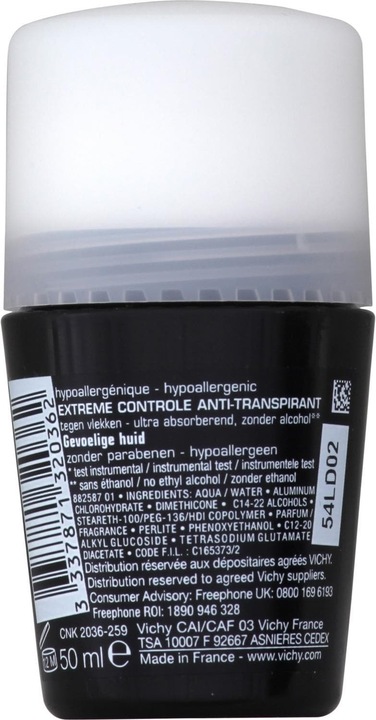 hypoallergénique - hypoallergenic
EXTREME CONTROLE ANTI-TRANSPIRANT
tegen vlekken - ultra absorberend, zonder alcohol**
Gevoelige huid
zonder parabenen - hypoallergeen
* test instrumental / instrumental test / instrumentele test
** sans éthanol / no ethyl alcohol / zonder ethanol
882587 01 • INGREDIENTS: AQUA / WATER • ALUMINUM
CHLOROHYDRATE • DIMETHICONE • C14-22 ALCOHOLS •
STEARETH-100/PEG-136/HDI COPOLYMER • PARFUM /
FRAGRANCE • PERLITE • PHENOXYETHANOL • C12-20
ALKYL GLUCOSIDE • TETRASODIUM GLUTAMATE
DIACETATE • CODE F.I.L. : C165373/2
Distribution réservée aux dépositaires agréés VICHY.
Distribution reserved to agreed Vichy suppliers.
Consumer Advisory: Freephone UK: 0800 169 6193
Freephone ROI: 1890 946 328
CNK 2036-259
Vichy CAI/CAF 03 Vichy France
TSA 10007 F 92667 ASNIERES CEDEX
12 M
50 ml e
Made in France - www.vichy.com
3 337871 320362
54LD02